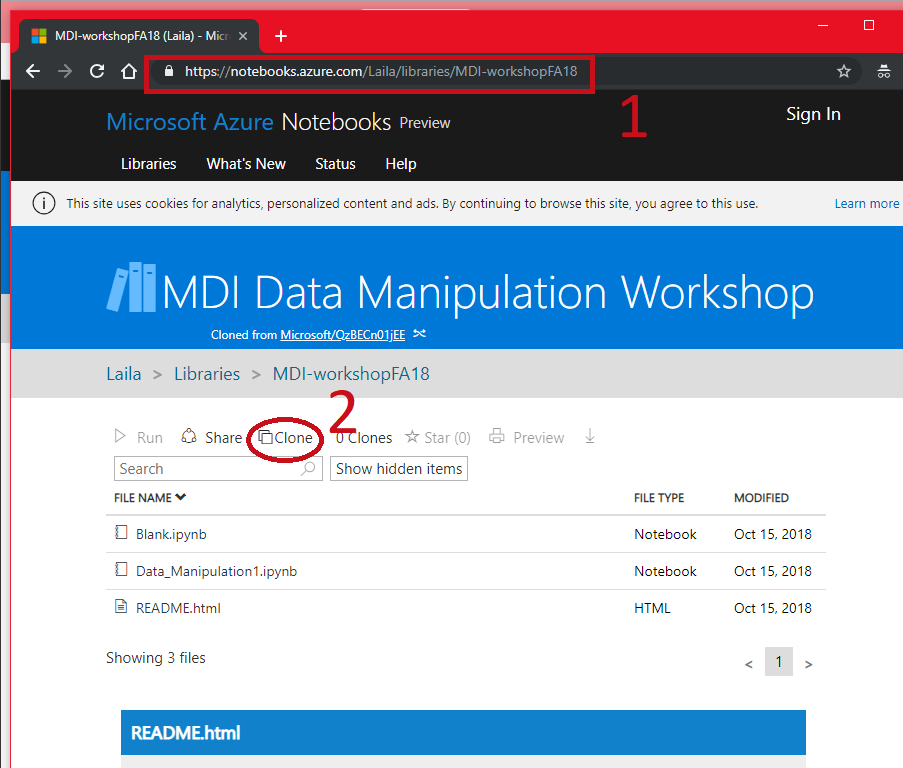 MDI-workshopFA18 (Laila) - Micr
https://notebooks.azure.com/Laila/libraries/MDI-workshopFA18
1
Microsoft Azure Notebooks Preview
Sign In
Libraries What's New Status Help
This site uses cookies for analytics, personalized content and ads. By continuing to browse this site, you agree to this use. Learn more
MDI Data Manipulation Workshop
Cloned from Microsoft/QzBECn01jEE
Laila > Libraries > MDI-workshopFA18
2
Run Share Clone 0 Clones Star (0) Preview
Search Show hidden items
FILE NAME FILE TYPE MODIFIED
Blank.ipynb Notebook Oct 15, 2018
Data_Manipulation1.ipynb Notebook Oct 15, 2018
README.html HTML Oct 15, 2018
Showing 3 files
< 1 >
README.html